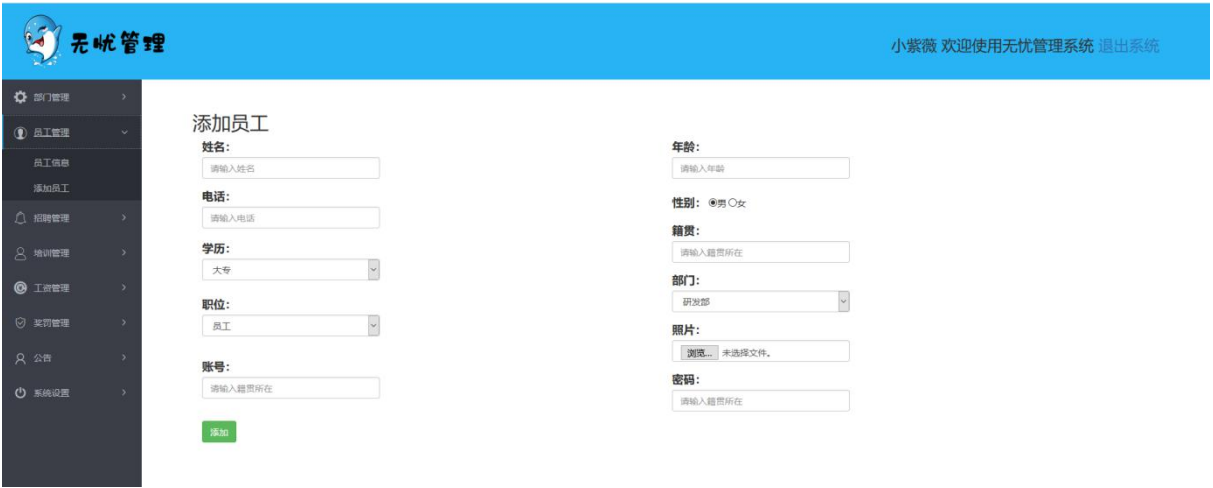 无忧管理
小紫薇 欢迎使用无忧管理系统 退出系统
部门管理
员工管理
员工信息
添加员工
招聘管理
培训管理
工资管理
奖罚管理
公告
系统设置
添加员工
姓名：
请输入姓名
年龄：
请输入年龄
电话：
请输入电话
性别： 男 女
学历：
大专
籍贯：
请输入籍贯所在
职位：
员工
部门：
研发部
照片：
浏览... 未选择文件。
账号：
请输入籍贯所在
密码：
请输入籍贯所在
添加